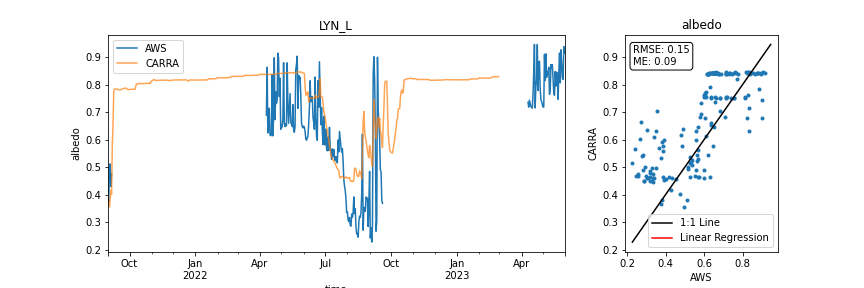 LYN_L
albedo
0.9
0.8
0.7
0.6
0.5
0.4
0.3
0.2
AWS
CARRA
Oct
Jan
2022
Apr
Jul
Oct
Jan
2023
Apr
time
albedo
CARRA
0.9
0.8
0.7
0.6
0.5
0.4
0.3
0.2
RMSE: 0.15
ME: 0.09
1:1 Line
Linear Regression
0.2
0.4
0.6
0.8
AWS